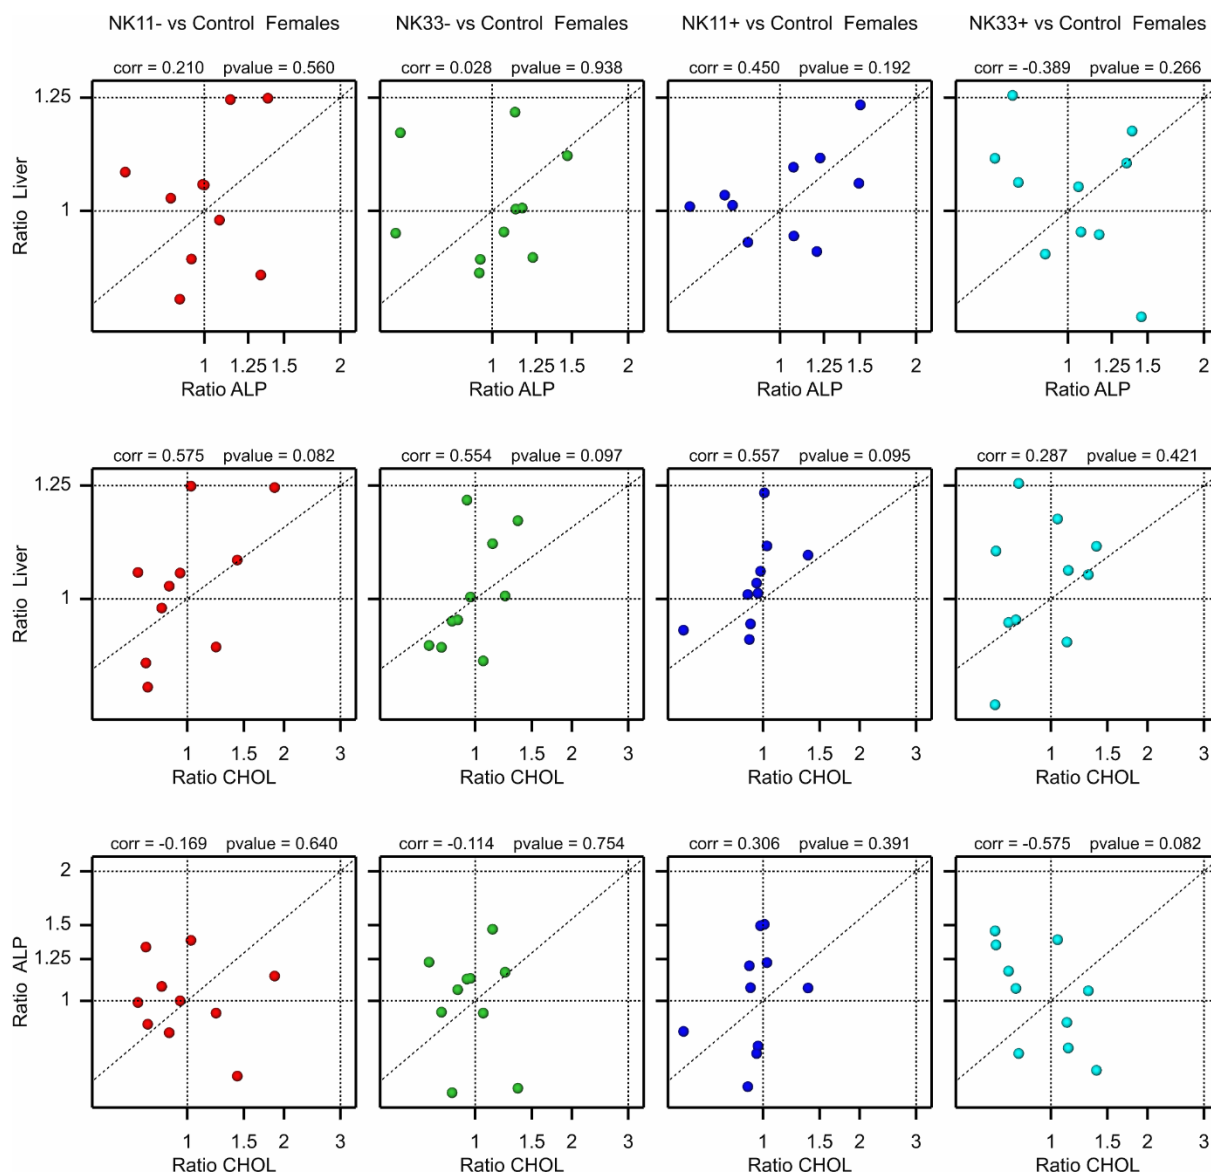 NK11- vs Control Females NK33- vs Control Females NK11+ vs Control Females NK33+ vs Control Females
corr = 0.210 pvalue = 0.560 corr = 0.028 pvalue = 0.938 corr = 0.450 pvalue = 0.192 corr = -0.389 pvalue = 0.266
1.25
Ratio Liver
1
1 1.25 1.5 2 1 1.25 1.5 2 1 1.25 1.5 2 1 1.25 1.5 2
Ratio ALP Ratio ALP Ratio ALP Ratio ALP
corr = 0.575 pvalue = 0.082 corr = 0.554 pvalue = 0.097 corr = 0.557 pvalue = 0.095 corr = 0.287 pvalue = 0.421
1.25
Ratio Liver
1
1 1.5 2 3 1 1.5 2 3 1 1.5 2 3 1 1.5 2 3
Ratio CHOL Ratio CHOL Ratio CHOL Ratio CHOL
corr = -0.169 pvalue = 0.640 corr = -0.114 pvalue = 0.754 corr = 0.306 pvalue = 0.391 corr = -0.575 pvalue = 0.082
2
1.5
1.25
Ratio ALP
1
1 1.5 2 3 1 1.5 2 3 1 1.5 2 3 1 1.5 2 3
Ratio CHOL Ratio CHOL Ratio CHOL Ratio CHOL